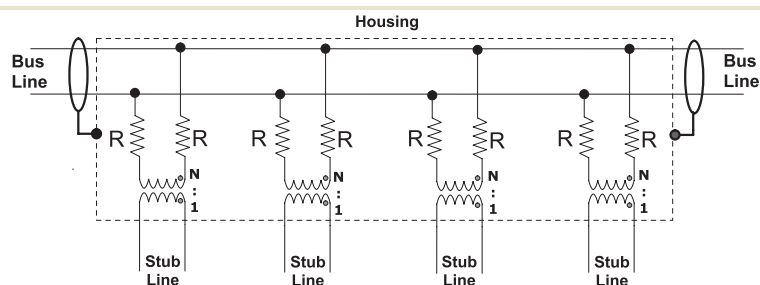 Housing
Bus
Line
Bus
Line
R R R R R R R R
N N N N
: : : :
1 1 1 1
Stub Stub Stub Stub
Line Line Line Line